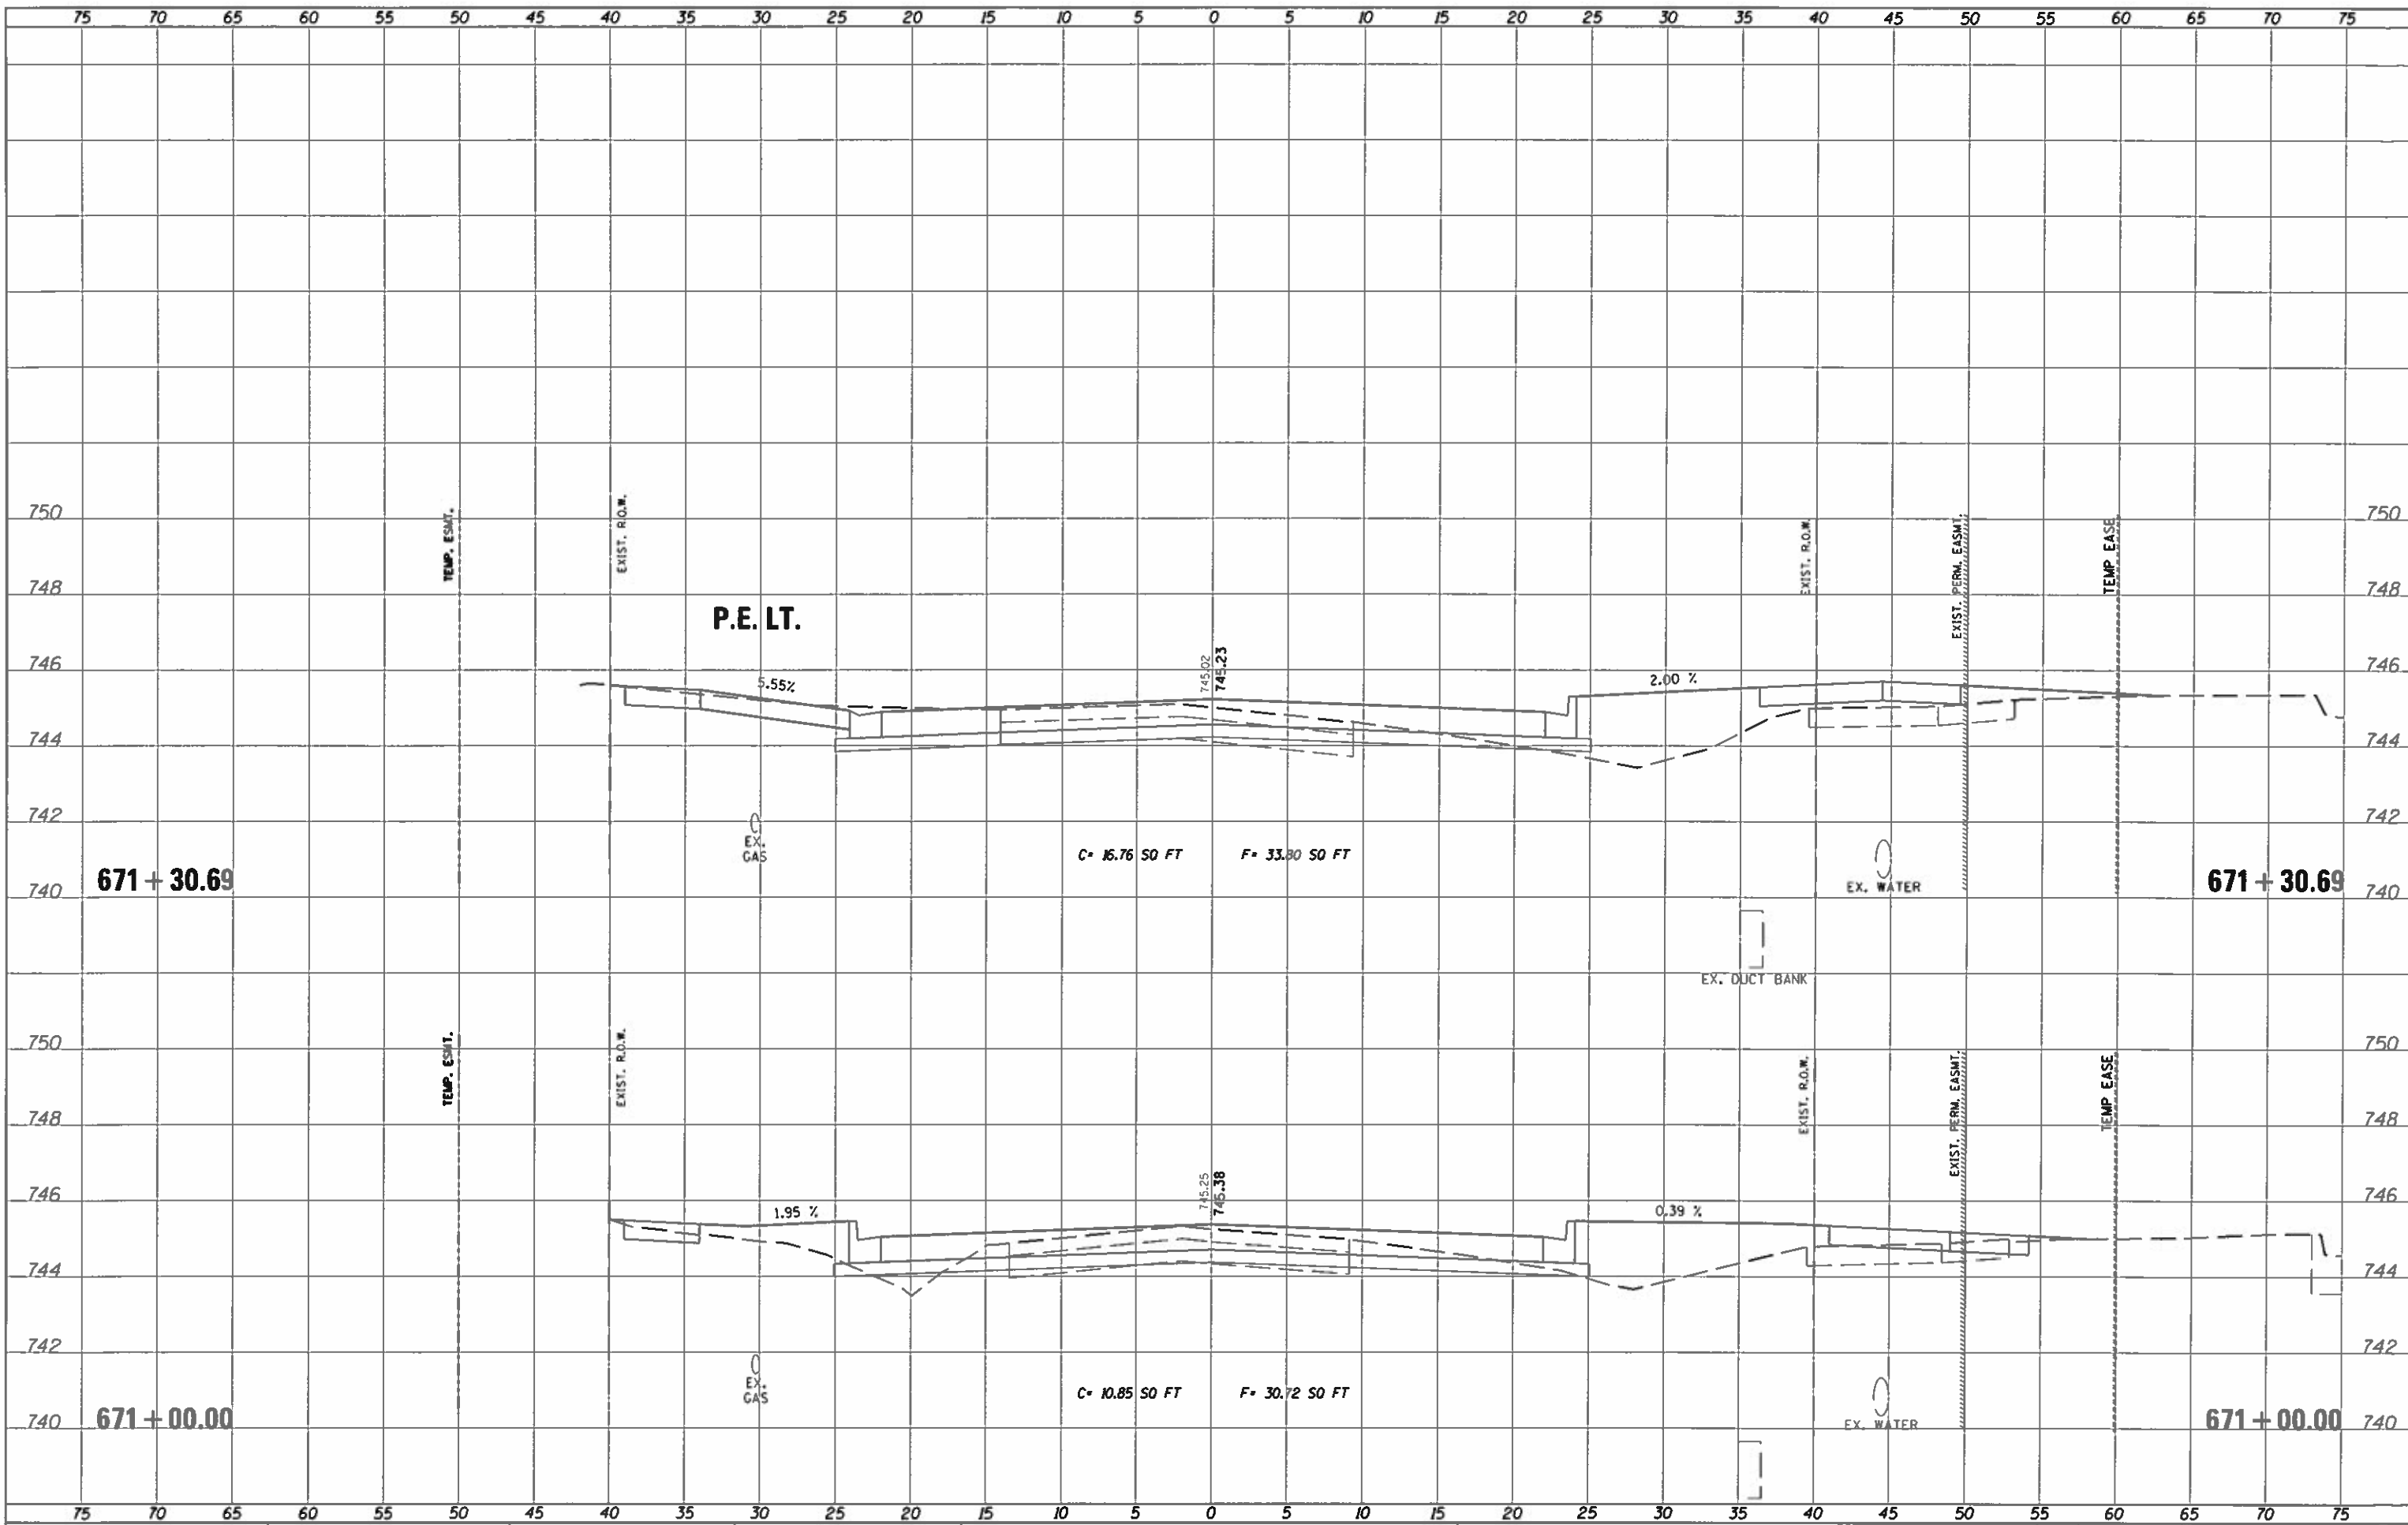 75 70 65 60 55 50 45 40 35 30 25 20 15 10 5 0 5 10 15 20 25 30 35 40 45 50 55 60 65 70 75
750 TEMP. ESMT. EXIST. R.O.W. EXIST. R.O.W. EXIST. PERM. EASMT. TEMP EASE 750
748 748
P.E. LT.
746 745.02 745.23 746
5.55% 2.00 %
744 744
742 742
EX. GAS
C= 16.76 SQ FT F= 33.80 SQ FT
671 + 30.69 EX. WATER 671 + 30.69
740 740
EX. DUCT BANK
750 TEMP. ESMT. EXIST. R.O.W. EXIST. R.O.W. EXIST. PERM. EASMT. TEMP EASE 750
748 748
746 745.25 745.38 746
1.95 % 0.39 %
744 744
742 742
EX. GAS
C= 10.85 SQ FT F= 30.72 SQ FT
671 + 00.00 EX. WATER 671 + 00.00
740 740
75 70 65 60 55 50 45 40 35 30 25 20 15 10 5 0 5 10 15 20 25 30 35 40 45 50 55 60 65 70 75